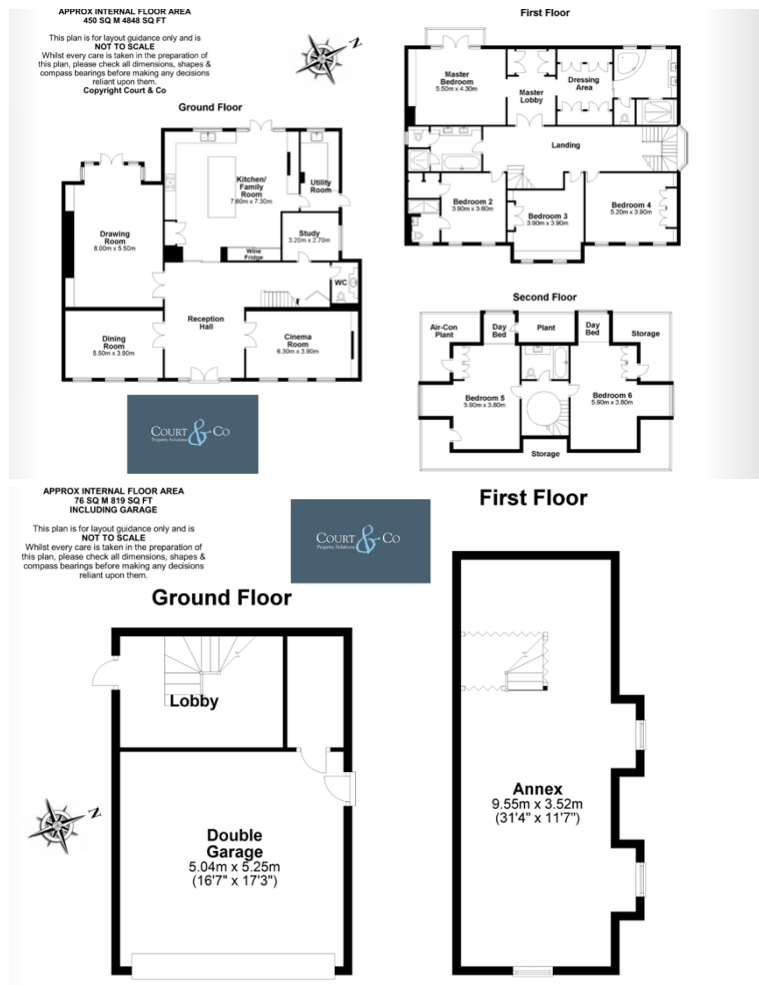 APPROX INTERNAL FLOOR AREA
450 SQ M 4848 SQ FT
This plan is for layout guidance only and is
NOT TO SCALE
Whilst every care is taken in the preparation of
this plan, please check all dimensions, shapes &
compass bearings before making any decisions
reliant upon them.
Copyright Court & Co
Z
Ground Floor
Kitchen/
Family
Room
7.60m x 7.30m
Utility
Room
Drawing
Room
8.00m x 5.50m
Study
3.20m x 2.70m
Wine
Fridge
WC
Reception
Hall
Dining
Room
5.50m x 3.90m
Cinema
Room
6.30m x 3.90m
COURT & CO
Property Solutions
First Floor
Master
Bedroom
5.50m x 4.30m
Master
Lobby
Dressing
Area
Landing
Bedroom 2
3.90m x 3.60m
Bedroom 3
3.90m x 3.90m
Bedroom 4
5.20m x 3.90m
Second Floor
Air-Con
Plant
Day
Bed
Plant
Day
Bed
Storage
Bedroom 5
5.90m x 3.80m
Bedroom 6
5.90m x 3.80m
Storage
APPROX INTERNAL FLOOR AREA
76 SQ M 819 SQ FT
INCLUDING GARAGE
This plan is for layout guidance only and is
NOT TO SCALE
Whilst every care is taken in the preparation of
this plan, please check all dimensions, shapes &
compass bearings before making any decisions
reliant upon them.
COURT & CO
Property Solutions
Ground Floor
Lobby
Z
Double
Garage
5.04m x 5.25m
(16'7" x 17'3")
First Floor
Annex
9.55m x 3.52m
(31'4" x 11'7")